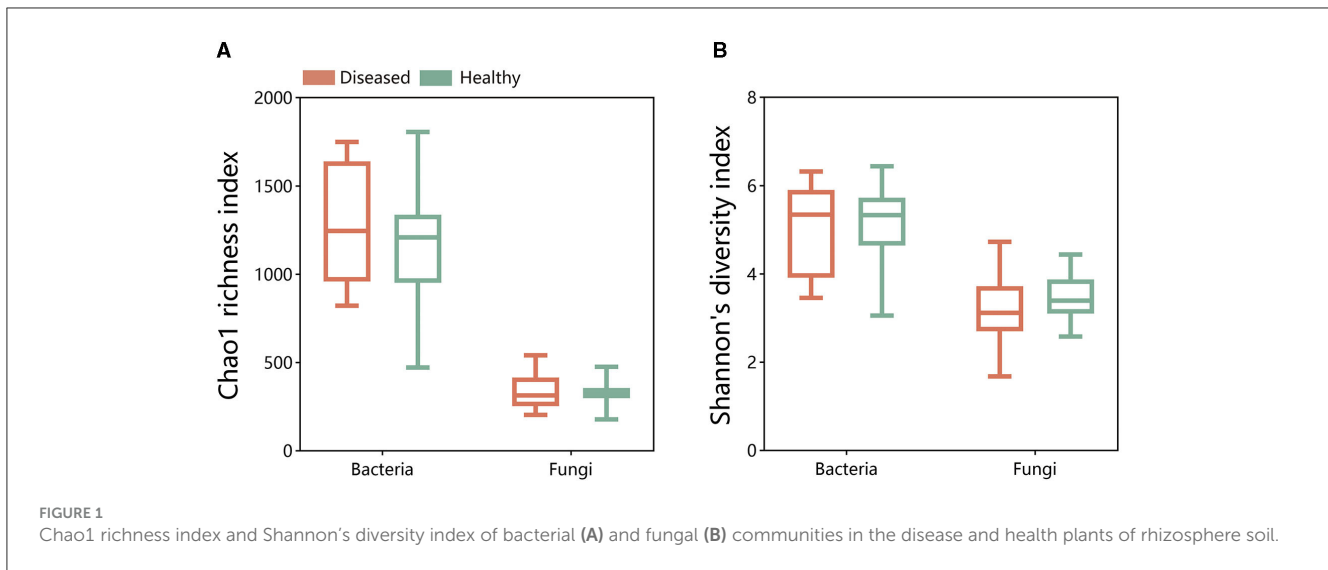 A
B
Diseased Healthy
Chao1 richness index
2000
1500
1000
500
0
Bacteria Fungi
Shannon's diversity index
8
6
4
2
0
Bacteria Fungi
FIGURE 1
Chao1 richness index and Shannon's diversity index of bacterial (A) and fungal (B) communities in the disease and health plants of rhizosphere soil.